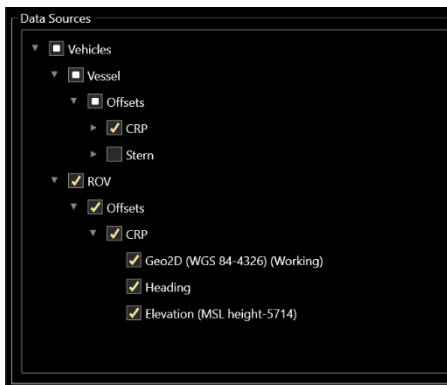 Data Sources
Vehicles
Vessel
Offsets
CRP
Stern
ROV
Offsets
CRP
Geo2D (WGS 84-4326) (Working)
Heading
Elevation (MSL height-5714)